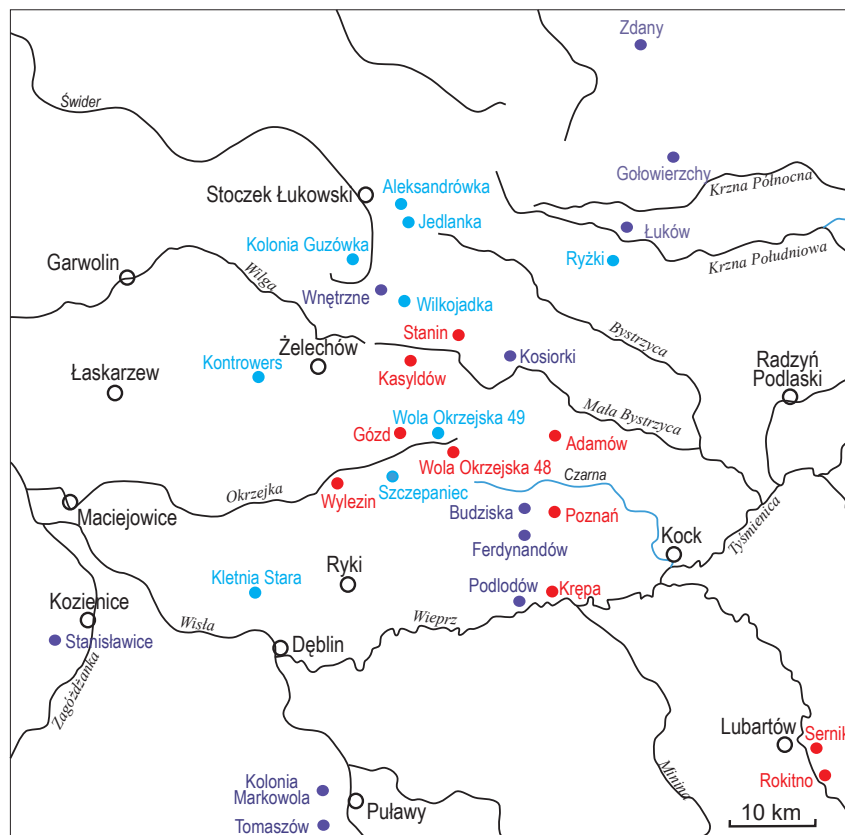 Zdany
Świder
Gołowierzchy
Krzna Północna
Stoczek Łukowski
Aleksandrówka
Jedlanka
Łuków
Kolonia Guzówka
Ryżki
Krzna Południowa
Garwolin
Wilga
Wnętrzne
Wilkojadka
Stanin
Bystrzyca
Kosiorki
Radzyń
Podlaski
Żelechów
Kasyldów
Kontrowers
Łaskarzew
Mała Bystrzyca
Wola Okrzejska 49
Gózd
Adamów
Wola Okrzejska 48
Czarna
Szczepaniec
Wylezin
Okrzejka
Maciejowice
Budziska
Poznań
Tyśmienica
Kock
Ferdynandów
Kletnia Stara
Ryki
Podlodów
Krępa
Kozienice
Wisła
Wieprz
Stanisławice
Dęblin
Zagóżdżanka
Lubartów
Sernik
Rokitno
Minina
Kolonia
Markowola
Puławy
Tomaszów
10 km